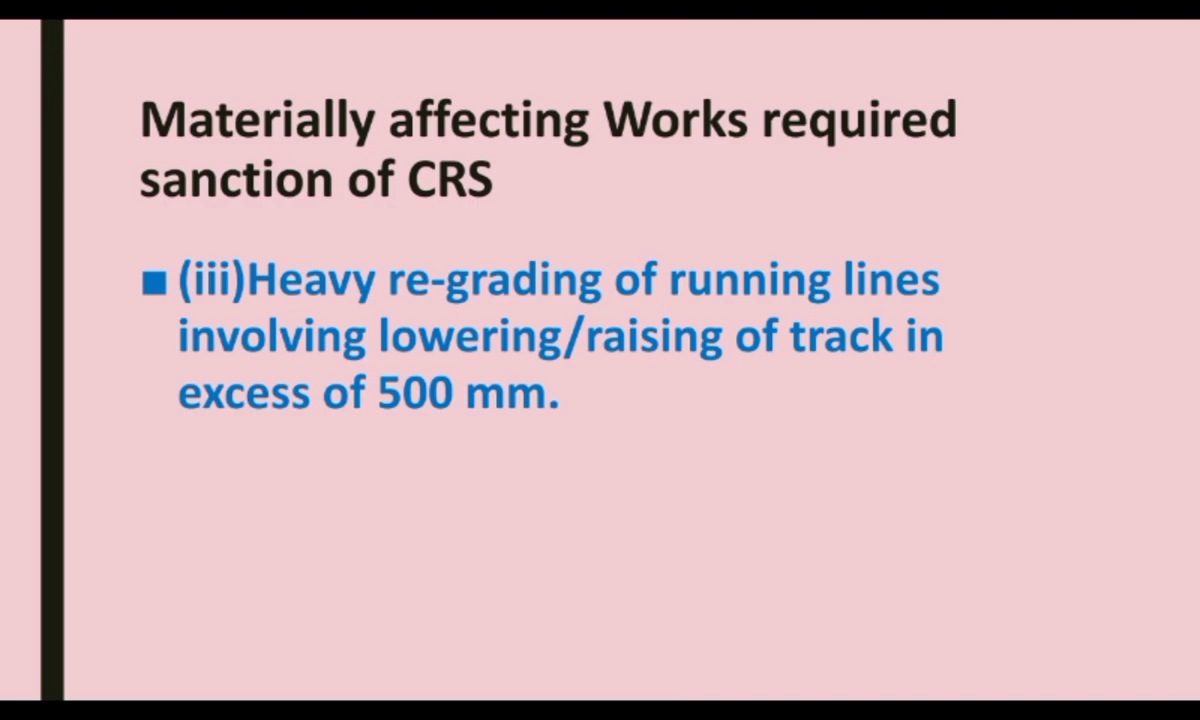 Materially affecting Works required
sanction of CRS
■ (iii)Heavy re-grading of running lines
involving lowering/raising of track in
excess of 500 mm.